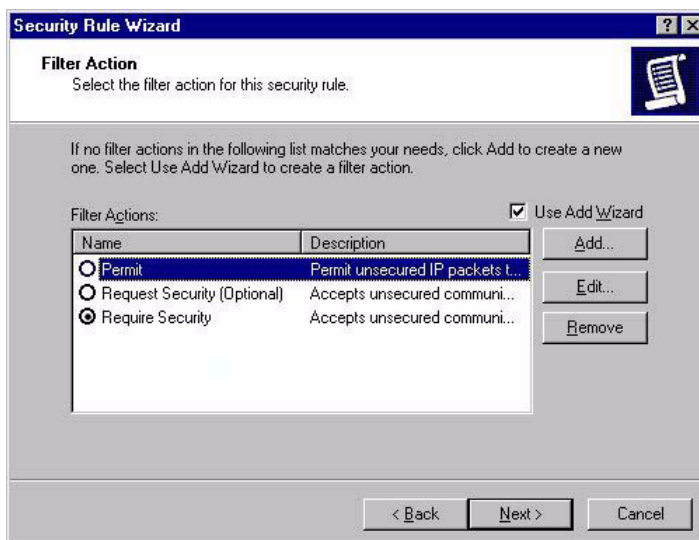 Security Rule Wizard
Filter Action
Select the filter action for this security rule.
If no filter actions in the following list matches your needs, click Add to create a new
one. Select Use Add Wizard to create a filter action.
Filter Actions:
Use Add Wizard
Name Description
Permit Permit unsecured IP packets t...
Request Security (Optional) Accepts unsecured communi...
Require Security Accepts unsecured communi...
Add...
Edit...
Remove
< Back Next > Cancel